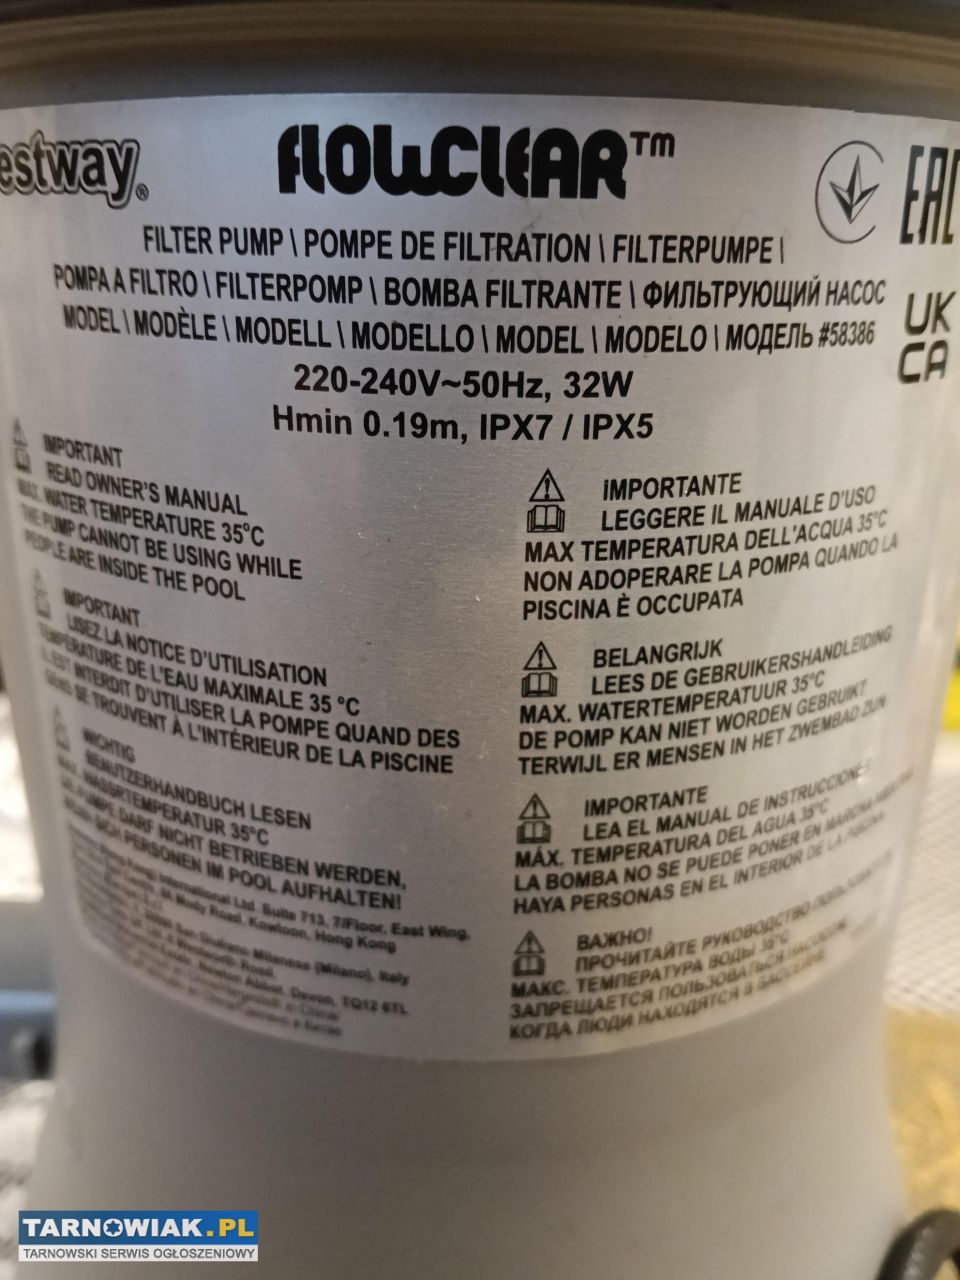 estway®
FLOWCLEAR™
EAC
UK
CA
FILTER PUMP \ POMPE DE FILTRATION \ FILTERPUMPE \
POMPA A FILTRO \ FILTERPOMP \ BOMBA FILTRANTE \ ФИЛЬТРУЮЩИЙ НАСОС
MODEL \ MODÈLE \ MODELL \ MODELLO \ MODEL \ MODELO \ МОДЕЛЬ #58386
220-240V~50Hz, 32W
Hmin 0.19m, IPX7 / IPX5
IMPORTANT
READ OWNER'S MANUAL
MAX. WATER TEMPERATURE 35°C
THE PUMP CANNOT BE USING WHILE
PEOPLE ARE INSIDE THE POOL
IMPORTANT
LISEZ LA NOTICE D'UTILISATION
TEMPÉRATURE DE L'EAU MAXIMALE 35 °C
IL EST INTERDIT D'UTILISER LA POMPE QUAND DES
GENS SE TROUVENT À L'INTÉRIEUR DE LA PISCINE
WICHTIG
BENUTZERHANDBUCH LESEN
MAX. WASSRTEMPERATUR 35°C
DIE PUMPE DARF NICHT BETRIEBEN WERDEN,
WENN SICH PERSONEN IM POOL AUFHALTEN!
International Ltd. Suite 713, 7/Floor, East Wing,
Mody Road, Kowloon, Hong Kong
San Giuliano Milanese (Milano), Italy
Wentworth Road,
Newton Abbot, Devon, TQ12 6TL
iMPORTANTE
LEGGERE IL MANUALE D'USO
MAX TEMPERATURA DELL'ACQUA 35°C
NON ADOPERARE LA POMPA QUANDO LA
PISCINA È OCCUPATA
BELANGRIJK
LEES DE GEBRUIKERSHANDLEIDING
MAX. WATERTEMPERATUUR 35°C
DE POMP KAN NIET WORDEN GEBRUIKT
TERWIJL ER MENSEN IN HET ZWEMBAD ZIJN
IMPORTANTE
LEA EL MANUAL DE INSTRUCCIONES
MÁX. TEMPERATURA DEL AGUA 35°C
LA BOMBA NO SE PUEDE PONER EN MARCHA MIENTRAS
HAYA PERSONAS EN EL INTERIOR DE LA PISCINA
ВАЖНО!
ПРОЧИТАЙТЕ РУКОВОДСТВО
МАКС. ТЕМПЕРАТУРА ВОДЫ 35°C
ЗАПРЕЩАЕТСЯ ПОЛЬЗОВАТЬСЯ НАСОСОМ,
КОГДА ЛЮДИ НАХОДЯТСЯ В БАССЕЙНЕ
TARNOWIAK.PL
TARNOWSKI SERWIS OGŁOSZENIOWY